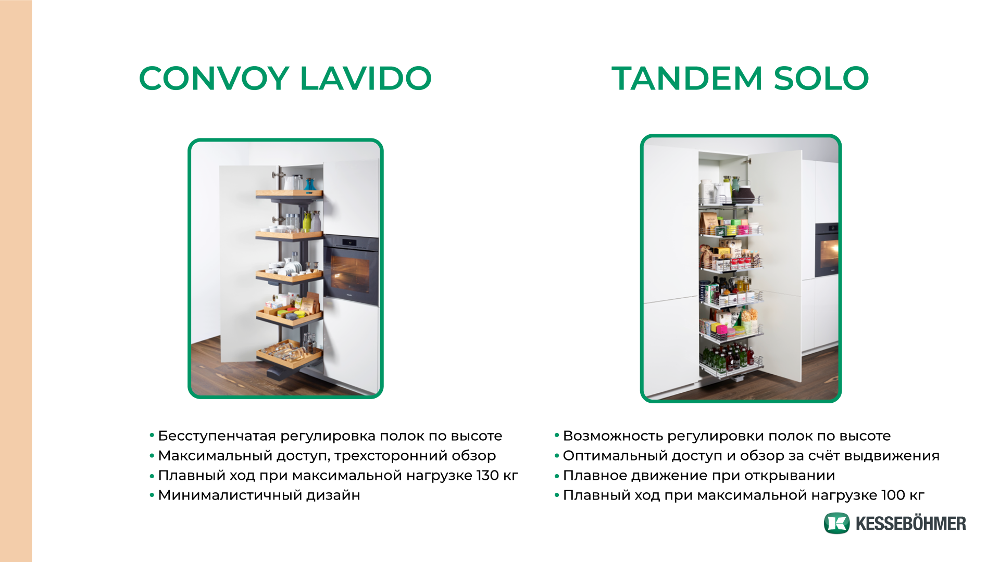 CONVOY LAVIDO
• Бесступенчатая регулировка полок по высоте
• Максимальный доступ, трехсторонний обзор
• Плавный ход при максимальной нагрузке 130 кг
• Минималистичный дизайн
TANDEM SOLO
• Возможность регулировки полок по высоте
• Оптимальный доступ и обзор за счёт выдвижения
• Плавное движение при открывании
• Плавный ход при максимальной нагрузке 100 кг
KESSEBÖHMER